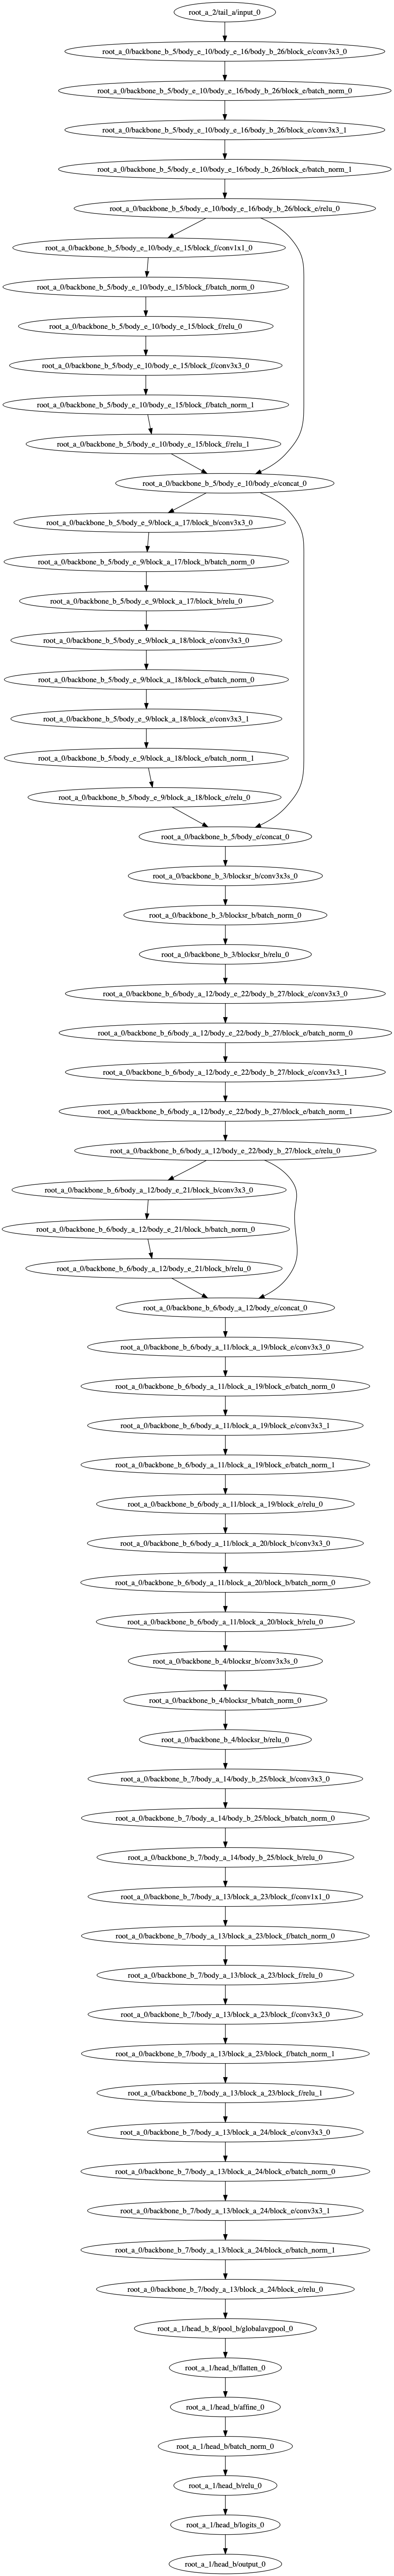 root_a_2/tail_a/input_0
root_a_0/backbone_b_5/body_e_10/body_e_16/body_b_26/block_e/conv3x3_0
root_a_0/backbone_b_5/body_e_10/body_e_16/body_b_26/block_e/batch_norm_0
root_a_0/backbone_b_5/body_e_10/body_e_16/body_b_26/block_e/conv3x3_1
root_a_0/backbone_b_5/body_e_10/body_e_16/body_b_26/block_e/batch_norm_1
root_a_0/backbone_b_5/body_e_10/body_e_16/body_b_26/block_e/relu_0
root_a_0/backbone_b_5/body_e_10/body_e_15/block_f/conv1x1_0
root_a_0/backbone_b_5/body_e_10/body_e_15/block_f/batch_norm_0
root_a_0/backbone_b_5/body_e_10/body_e_15/block_f/relu_0
root_a_0/backbone_b_5/body_e_10/body_e_15/block_f/conv3x3_0
root_a_0/backbone_b_5/body_e_10/body_e_15/block_f/batch_norm_1
root_a_0/backbone_b_5/body_e_10/body_e_15/block_f/relu_1
root_a_0/backbone_b_5/body_e_10/body_e/concat_0
root_a_0/backbone_b_5/body_e_9/block_a_17/block_b/conv3x3_0
root_a_0/backbone_b_5/body_e_9/block_a_17/block_b/batch_norm_0
root_a_0/backbone_b_5/body_e_9/block_a_17/block_b/relu_0
root_a_0/backbone_b_5/body_e_9/block_a_18/block_e/conv3x3_0
root_a_0/backbone_b_5/body_e_9/block_a_18/block_e/batch_norm_0
root_a_0/backbone_b_5/body_e_9/block_a_18/block_e/conv3x3_1
root_a_0/backbone_b_5/body_e_9/block_a_18/block_e/batch_norm_1
root_a_0/backbone_b_5/body_e_9/block_a_18/block_e/relu_0
root_a_0/backbone_b_5/body_e/concat_0
root_a_0/backbone_b_3/blocksr_b/conv3x3s_0
root_a_0/backbone_b_3/blocksr_b/batch_norm_0
root_a_0/backbone_b_3/blocksr_b/relu_0
root_a_0/backbone_b_6/body_a_12/body_e_22/body_b_27/block_e/conv3x3_0
root_a_0/backbone_b_6/body_a_12/body_e_22/body_b_27/block_e/batch_norm_0
root_a_0/backbone_b_6/body_a_12/body_e_22/body_b_27/block_e/conv3x3_1
root_a_0/backbone_b_6/body_a_12/body_e_22/body_b_27/block_e/batch_norm_1
root_a_0/backbone_b_6/body_a_12/body_e_22/body_b_27/block_e/relu_0
root_a_0/backbone_b_6/body_a_12/body_e_21/block_b/conv3x3_0
root_a_0/backbone_b_6/body_a_12/body_e_21/block_b/batch_norm_0
root_a_0/backbone_b_6/body_a_12/body_e_21/block_b/relu_0
root_a_0/backbone_b_6/body_a_12/body_e/concat_0
root_a_0/backbone_b_6/body_a_11/block_a_19/block_e/conv3x3_0
root_a_0/backbone_b_6/body_a_11/block_a_19/block_e/batch_norm_0
root_a_0/backbone_b_6/body_a_11/block_a_19/block_e/conv3x3_1
root_a_0/backbone_b_6/body_a_11/block_a_19/block_e/batch_norm_1
root_a_0/backbone_b_6/body_a_11/block_a_19/block_e/relu_0
root_a_0/backbone_b_6/body_a_11/block_a_20/block_b/conv3x3_0
root_a_0/backbone_b_6/body_a_11/block_a_20/block_b/batch_norm_0
root_a_0/backbone_b_6/body_a_11/block_a_20/block_b/relu_0
root_a_0/backbone_b_4/blocksr_b/conv3x3s_0
root_a_0/backbone_b_4/blocksr_b/batch_norm_0
root_a_0/backbone_b_4/blocksr_b/relu_0
root_a_0/backbone_b_7/body_a_14/body_b_25/block_b/conv3x3_0
root_a_0/backbone_b_7/body_a_14/body_b_25/block_b/batch_norm_0
root_a_0/backbone_b_7/body_a_14/body_b_25/block_b/relu_0
root_a_0/backbone_b_7/body_a_13/block_a_23/block_f/conv1x1_0
root_a_0/backbone_b_7/body_a_13/block_a_23/block_f/batch_norm_0
root_a_0/backbone_b_7/body_a_13/block_a_23/block_f/relu_0
root_a_0/backbone_b_7/body_a_13/block_a_23/block_f/conv3x3_0
root_a_0/backbone_b_7/body_a_13/block_a_23/block_f/batch_norm_1
root_a_0/backbone_b_7/body_a_13/block_a_23/block_f/relu_1
root_a_0/backbone_b_7/body_a_13/block_a_24/block_e/conv3x3_0
root_a_0/backbone_b_7/body_a_13/block_a_24/block_e/batch_norm_0
root_a_0/backbone_b_7/body_a_13/block_a_24/block_e/conv3x3_1
root_a_0/backbone_b_7/body_a_13/block_a_24/block_e/batch_norm_1
root_a_0/backbone_b_7/body_a_13/block_a_24/block_e/relu_0
root_a_1/head_b_8/pool_b/globalavgpool_0
root_a_1/head_b/flatten_0
root_a_1/head_b/affine_0
root_a_1/head_b/batch_norm_0
root_a_1/head_b/relu_0
root_a_1/head_b/logits_0
root_a_1/head_b/output_0